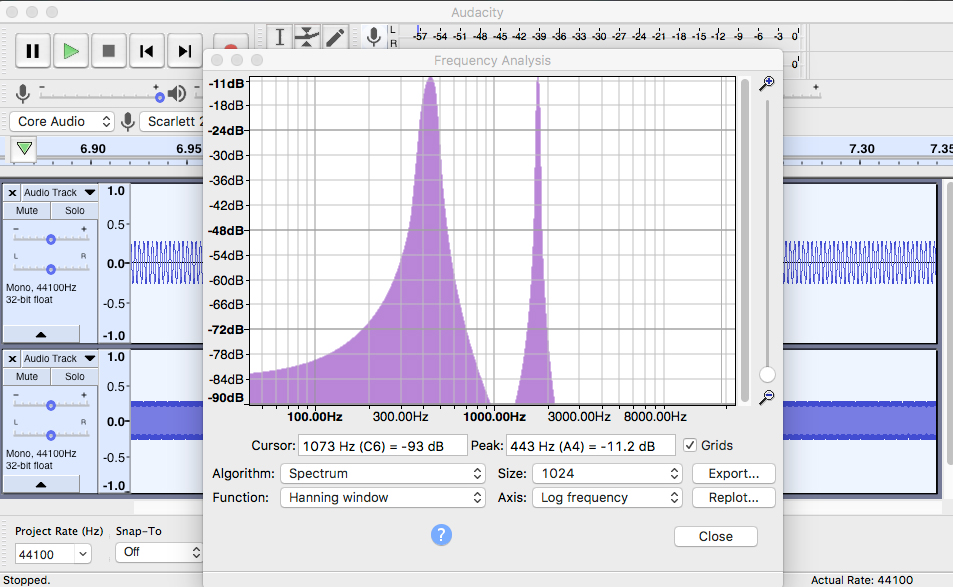 Audacity
L
R
-57 -54 -51 -48 -45 -42 -39 -36 -33 -30 -27 -24 -21 -18 -15 -12 -9 -6 -3 0
0
- +
- +
Core Audio
Scarlett 2
6.90 6.95 7.30 7.35
Frequency Analysis
-11dB
-18dB
-24dB
-30dB
-36dB
-42dB
-48dB
-54dB
-60dB
-66dB
-72dB
-78dB
-84dB
-90dB
100.00Hz 300.00Hz 1000.00Hz 3000.00Hz 8000.00Hz
Cursor: 1073 Hz (C6) = -93 dB Peak: 443 Hz (A4) = -11.2 dB Grids
Algorithm: Spectrum Size: 1024 Export...
Function: Hanning window Axis: Log frequency Replot...
? Close
X Audio Track 1.0
Mute Solo
0.5
- +
L R
0.0
Mono, 44100Hz
32-bit float
-0.5
-1.0
X Audio Track 1.0
Mute Solo
0.5
- +
L R
0.0
Mono, 44100Hz
32-bit float
-0.5
-1.0
Project Rate (Hz) Snap-To
44100 Off
Stopped. Actual Rate: 44100